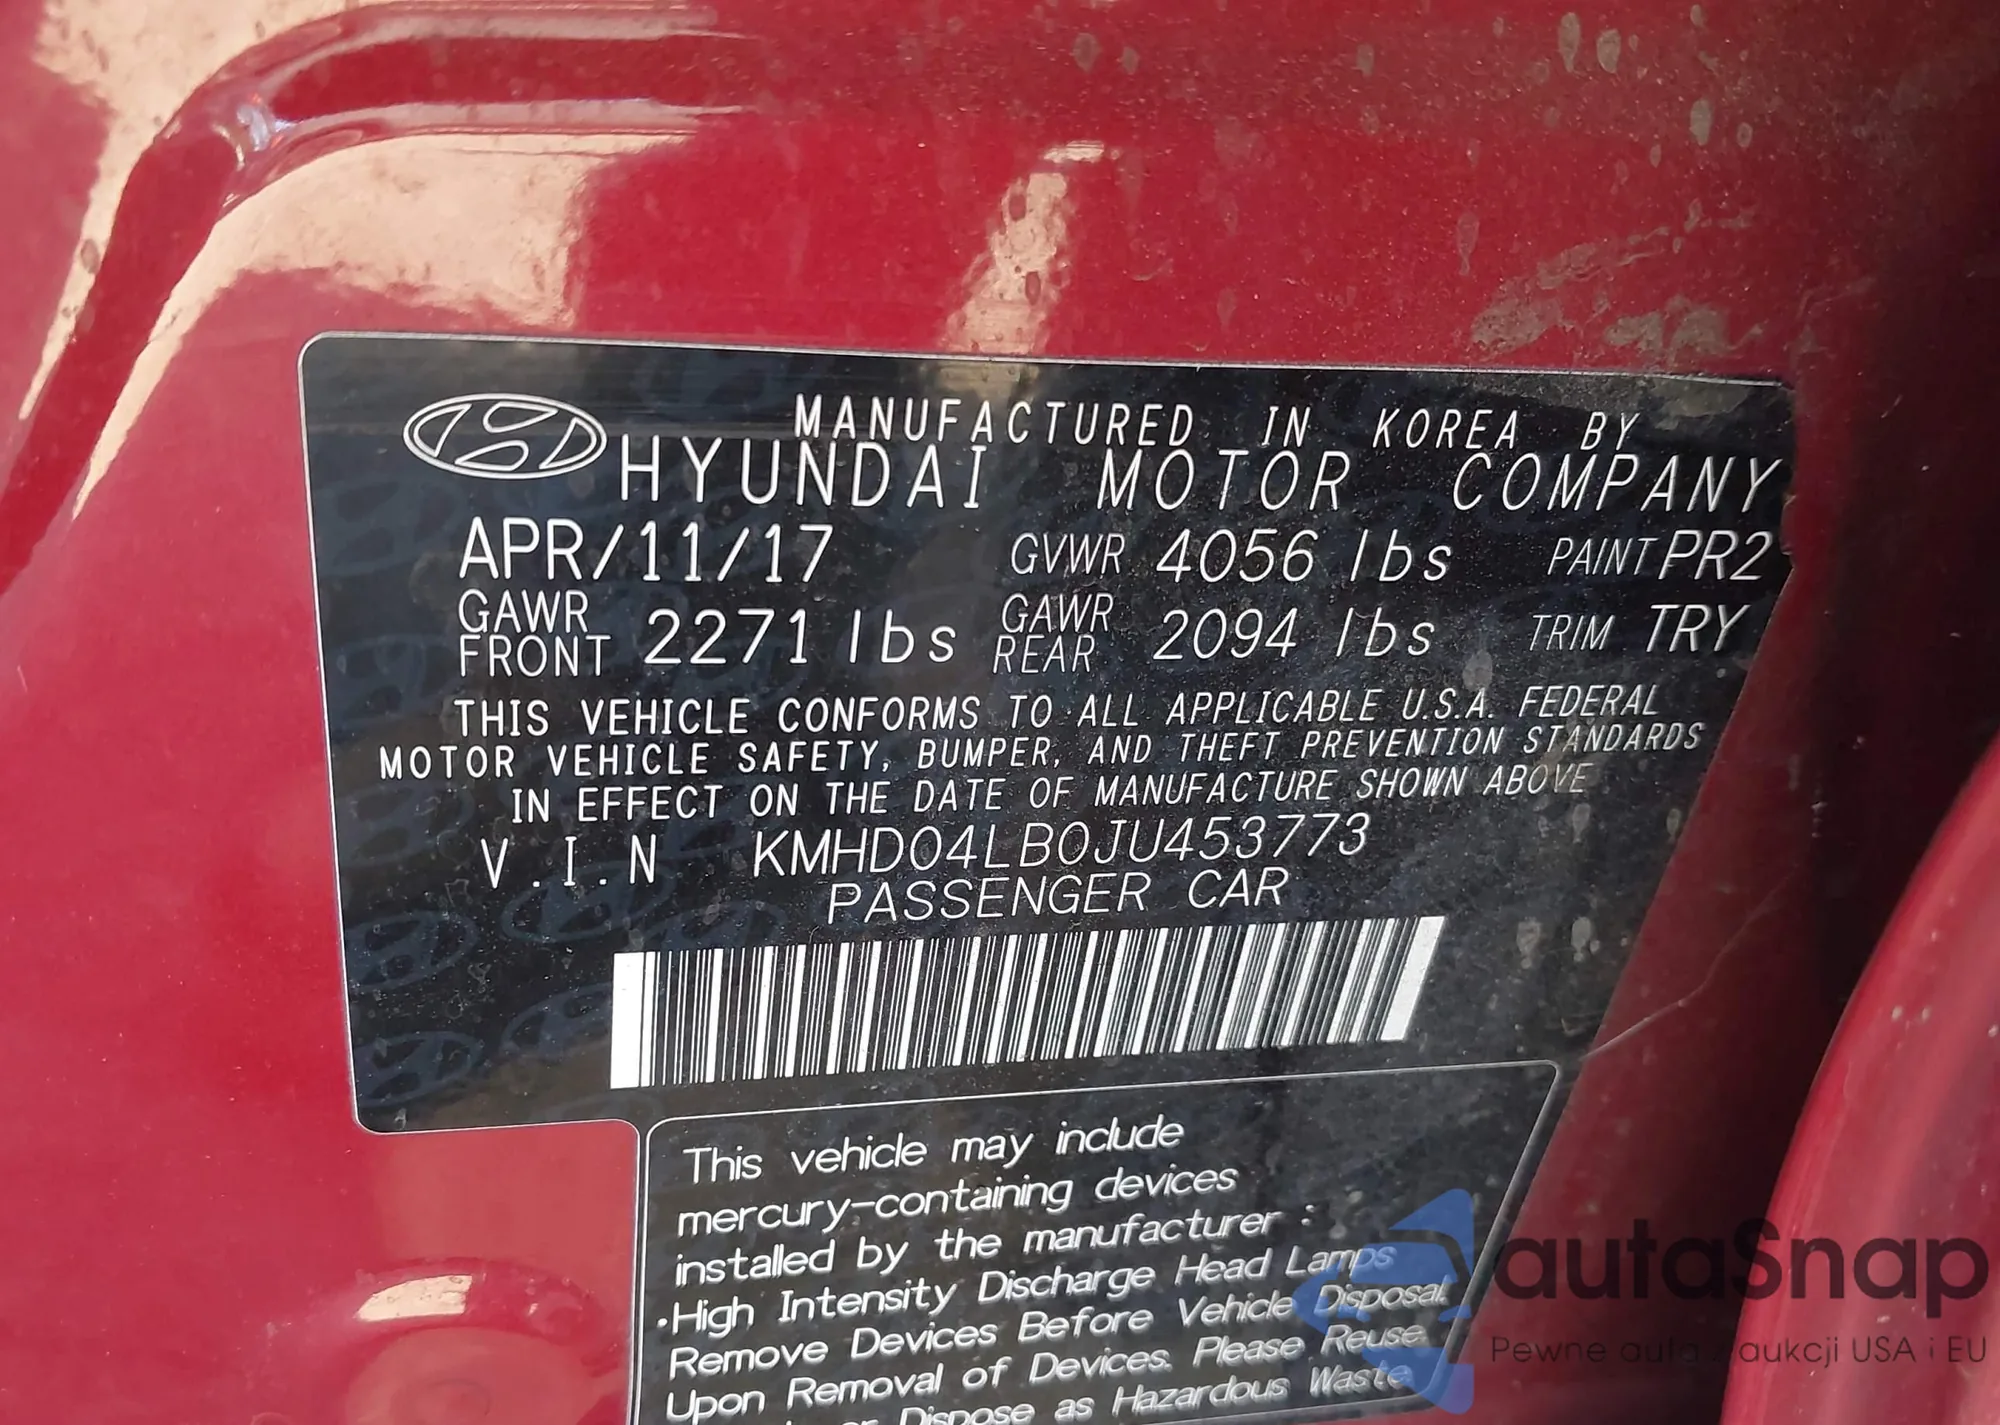 MANUFACTURED IN KOREA BY
HYUNDAI MOTOR COMPANY
APR/11/17 GVWR 4056 lbs PAINT PR2
GAWR FRONT 2271 lbs GAWR REAR 2094 lbs TRIM TRY
THIS VEHICLE CONFORMS TO ALL APPLICABLE U.S.A. FEDERAL
MOTOR VEHICLE SAFETY, BUMPER, AND THEFT PREVENTION STANDARDS
IN EFFECT ON THE DATE OF MANUFACTURE SHOWN ABOVE
V.I.N KMHD04LB0JU453773
PASSENGER CAR
This vehicle may include
mercury-containing devices
installed by the manufacturer :
·High Intensity Discharge Head Lamps
Remove Devices Before Vehicle Disposal.
Upon Removal of Devices. Please Reuse
Dispose as Hazardous Waste
autaSnap
Pewne auta z aukcji USA i EU